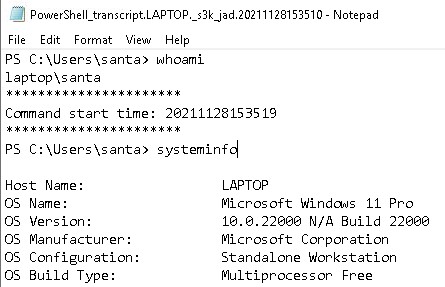 PowerShell_transcript.LAPTOP._s3k_jad.20211128153510 - Notepad
File Edit Format View Help
PS C:\Users\santa> whoami
laptop\santa
**********************
Command start time: 20211128153519
**********************
PS C:\Users\santa> systeminfo
Host Name: LAPTOP
OS Name: Microsoft Windows 11 Pro
OS Version: 10.0.22000 N/A Build 22000
OS Manufacturer: Microsoft Corporation
OS Configuration: Standalone Workstation
OS Build Type: Multiprocessor Free